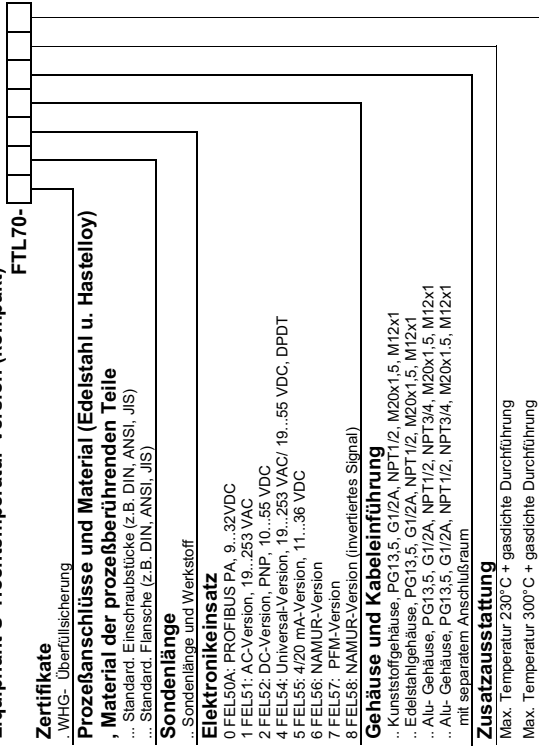 FTL70-
Zertifikate
. WHG- Überfüllsicherung
Prozeßanschlüsse und Material (Edelstahl u. Hastelloy)
, Material der prozeßberührenden Teile
... Standard. Einschraubstücke (z.B. DIN, ANSI, JIS)
... Standard. Flansche (z.B. DIN, ANSI, JIS)
Sondenlänge
.. Sondenlänge und Werkstoff
Elektronikeinsatz
0 FEL50A: PROFIBUS PA, 9...32VDC
1 FEL51: AC-Version, 19...253 VAC
2 FEL52: DC-Version, PNP, 10...55 VDC
4 FEL54: Universal-Version, 19...253 VAC/ 19...55 VDC, DPDT
5 FEL55: 4/20 mA-Version, 11...36 VDC
6 FEL56: NAMUR-Version
7 FEL57: PFM-Version
8 FEL58: NAMUR-Version (invertiertes Signal)
Gehäuse und Kabeleinführung
.. Kunststoffgehäuse, PG13,5, G1/2A, NPT1/2, M20x1,5, M12x1
.. Edelstahlgehäuse, PG13,5, G1/2A, NPT1/2, M20x1,5, M12x1
.. Alu- Gehäuse, PG13,5, G1/2A, NPT1/2, NPT3/4, M20x1,5, M12x1
.. Alu- Gehäuse, PG13,5, G1/2A, NPT1/2, NPT3/4, M20x1.5, M12x1
mit separatem Anschlußraum
Zusatzausstattung
Max. Temperatur 230°C + gasdichte Durchführung
Max. Temperatur 300°C + gasdichte Durchführung